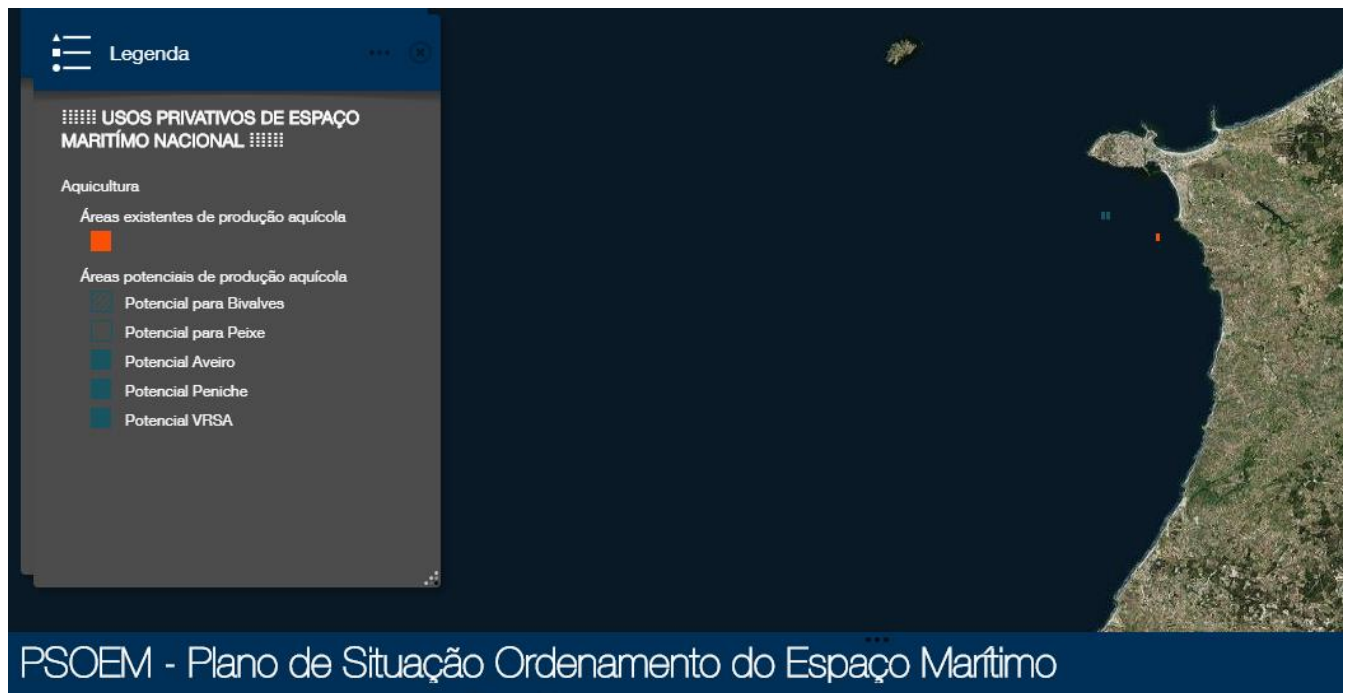 Legenda
USOS PRIVATIVOS DE ESPAÇO
MARITÍMO NACIONAL
Aquicultura
Áreas existentes de produção aquícola
Áreas potenciais de produção aquícola
Potencial para Bivalves
Potencial para Peixe
Potencial Aveiro
Potencial Peniche
Potencial VRSA
PSOEM - Plano de Situação Ordenamento do Espaço Marítimo